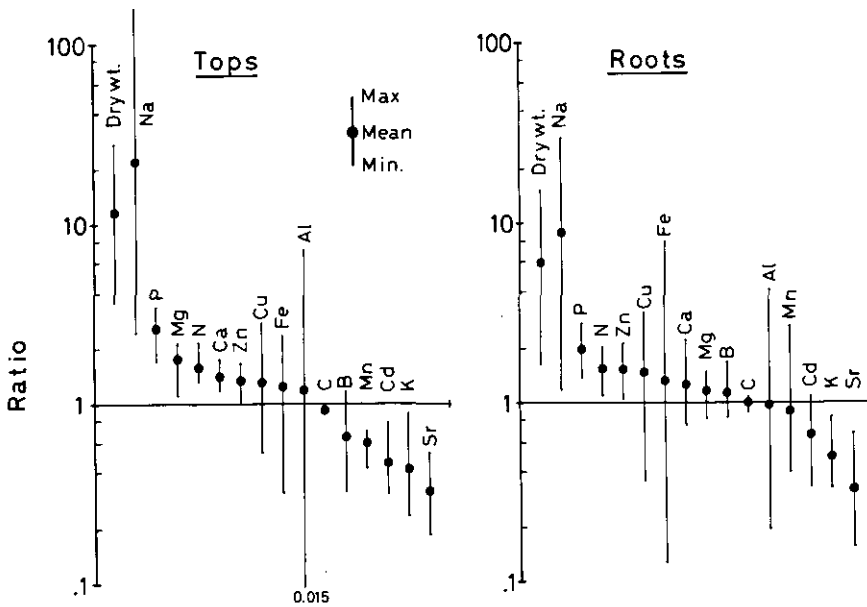 Tops
Ratio
100
10
1
.1
Dry wt.
Na
P
Mg
N
Ca
Zn
Cu
Fe
Al
C
B
Mn
Cd
K
Sr
0.015
Max
Mean
Min.
Roots
100
10
1
.1
Dry wt.
Na
P
N
Zn
Cu
Fe
Ca
Mg
B
C
Al
Mn
Cd
K
Sr